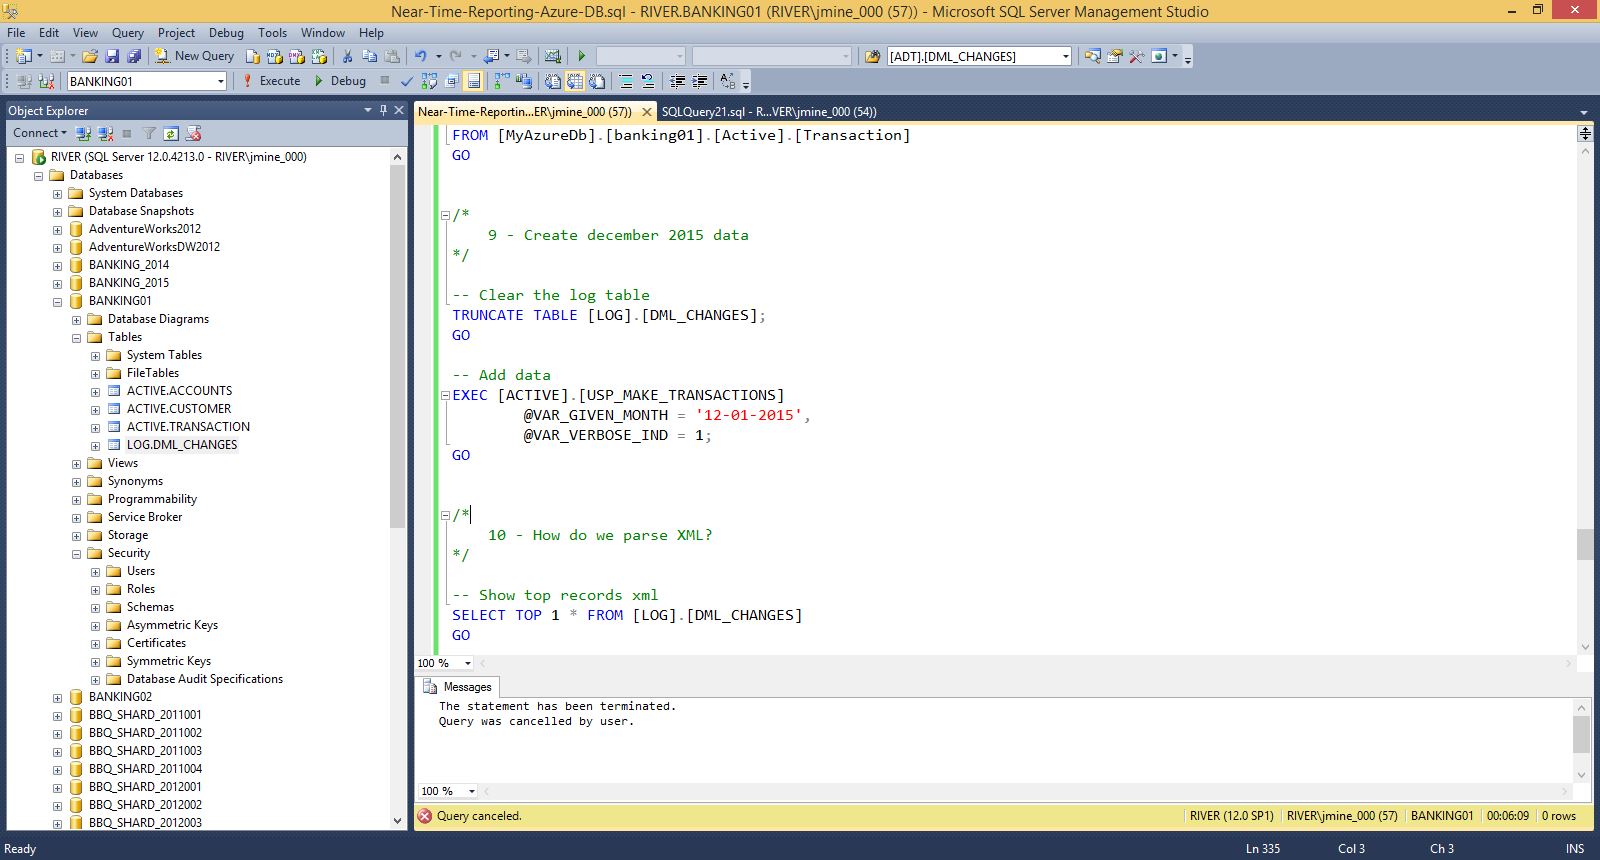 Near-Time-Reporting-Azure-DB.sql - RIVER.BANKING01 (RIVER\jmine_000 (57)) - Microsoft SQL Server Management Studio
File Edit View Query Project Debug Tools Window Help
New Query
[ADT].[DML_CHANGES]
BANKING01
Execute
Debug
Object Explorer
Connect
RIVER (SQL Server 12.0.4213.0 - RIVER\jmine_000)
Databases
System Databases
Database Snapshots
AdventureWorks2012
AdventureWorksDW2012
BANKING_2014
BANKING_2015
BANKING01
Database Diagrams
Tables
System Tables
FileTables
ACTIVE.ACCOUNTS
ACTIVE.CUSTOMER
ACTIVE.TRANSACTION
LOG.DML_CHANGES
Views
Synonyms
Programmability
Service Broker
Storage
Security
Users
Roles
Schemas
Asymmetric Keys
Certificates
Symmetric Keys
Database Audit Specifications
BANKING02
BBQ_SHARD_2011001
BBQ_SHARD_2011002
BBQ_SHARD_2011003
BBQ_SHARD_2011004
BBQ_SHARD_2012001
BBQ_SHARD_2012002
BBQ_SHARD_2012003
Near-Time-Reportin...ER\jmine_000 (57))
SQLQuery21.sql - R...VER\jmine_000 (54))
FROM [MyAzureDb].[banking01].[Active].[Transaction]
GO
/*
9 - Create december 2015 data
*/
-- Clear the log table
TRUNCATE TABLE [LOG].[DML_CHANGES];
GO
-- Add data
EXEC [ACTIVE].[USP_MAKE_TRANSACTIONS]
@VAR_GIVEN_MONTH = '12-01-2015',
@VAR_VERBOSE_IND = 1;
GO
/*
10 - How do we parse XML?
*/
-- Show top records xml
SELECT TOP 1 * FROM [LOG].[DML_CHANGES]
GO
100 %
Messages
The statement has been terminated.
Query was cancelled by user.
100 %
Query canceled.
RIVER (12.0 SP1)
RIVER\jmine_000 (57)
BANKING01
00:06:09
0 rows
Ready
Ln 335
Col 3
Ch 3
INS